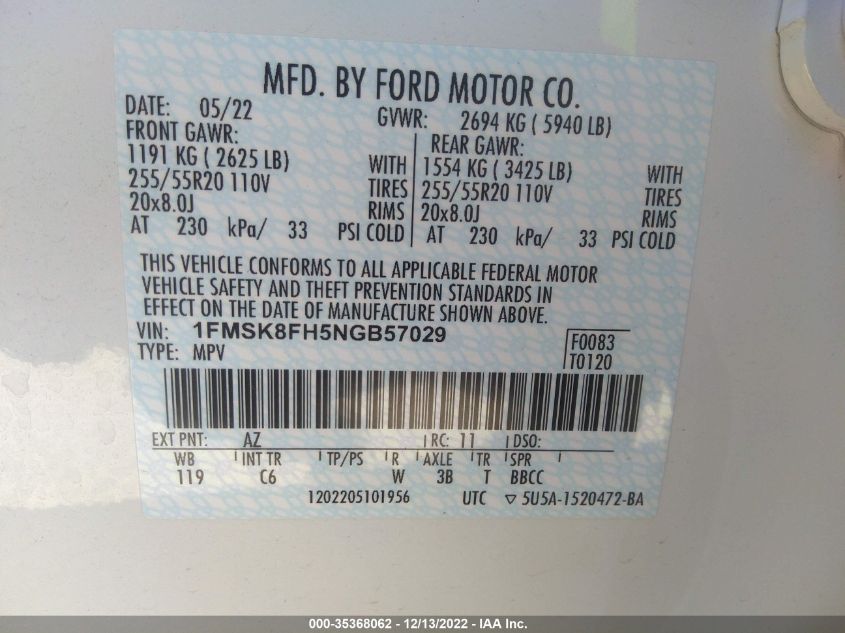 MFD. BY FORD MOTOR CO.
DATE: 05/22 GVWR: 2694 KG ( 5940 LB)
FRONT GAWR: REAR GAWR:
1191 KG ( 2625 LB) WITH 1554 KG ( 3425 LB) WITH
255/55R20 110V TIRES 255/55R20 110V TIRES
20x8.0J RIMS 20x8.0J RIMS
AT 230 kPa/ 33 PSI COLD AT 230 kPa/ 33 PSI COLD
THIS VEHICLE CONFORMS TO ALL APPLICABLE FEDERAL MOTOR
VEHICLE SAFETY AND THEFT PREVENTION STANDARDS IN
EFFECT ON THE DATE OF MANUFACTURE SHOWN ABOVE.
VIN: 1FMSK8FH5NGB57029 F0083
TYPE: MPV T0120
EXT PNT: AZ RC: 11 DSO:
WB INT TR TP/PS R AXLE TR SPR
119 C6 W 3B T BBCC
1202205101956 UTC ▽ 5U5A-1520472-BA
000-35368062 - 12/13/2022 - IAA Inc.